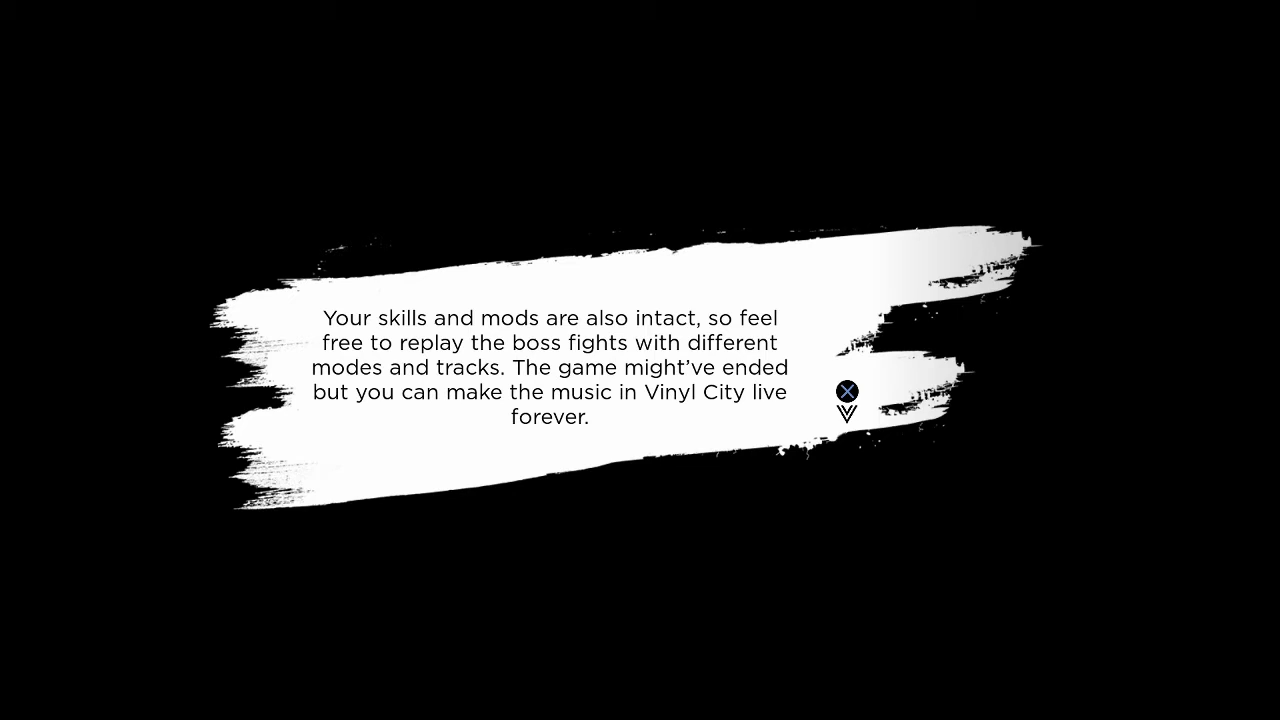 Your skills and mods are also intact, so feel
free to replay the boss fights with different
modes and tracks. The game might’ve ended
but you can make the music in Vinyl City live
forever.